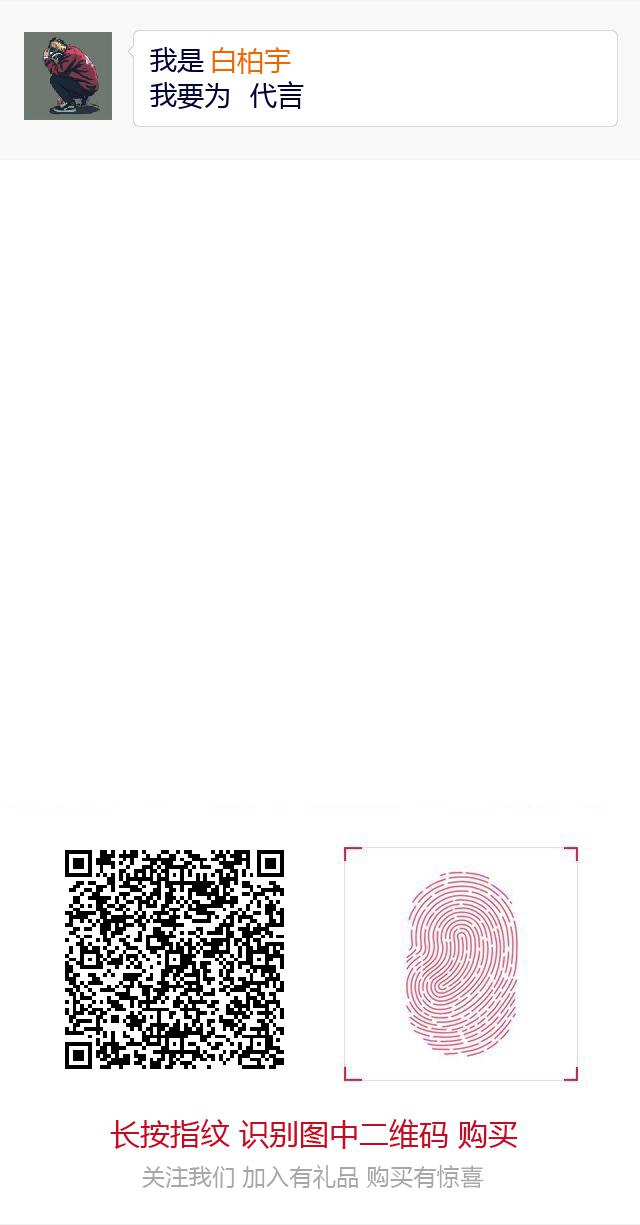 我是 白柏宇
我要为 代言
长按指纹 识别图中二维码 购买
关注我们 加入有礼品 购买有惊喜